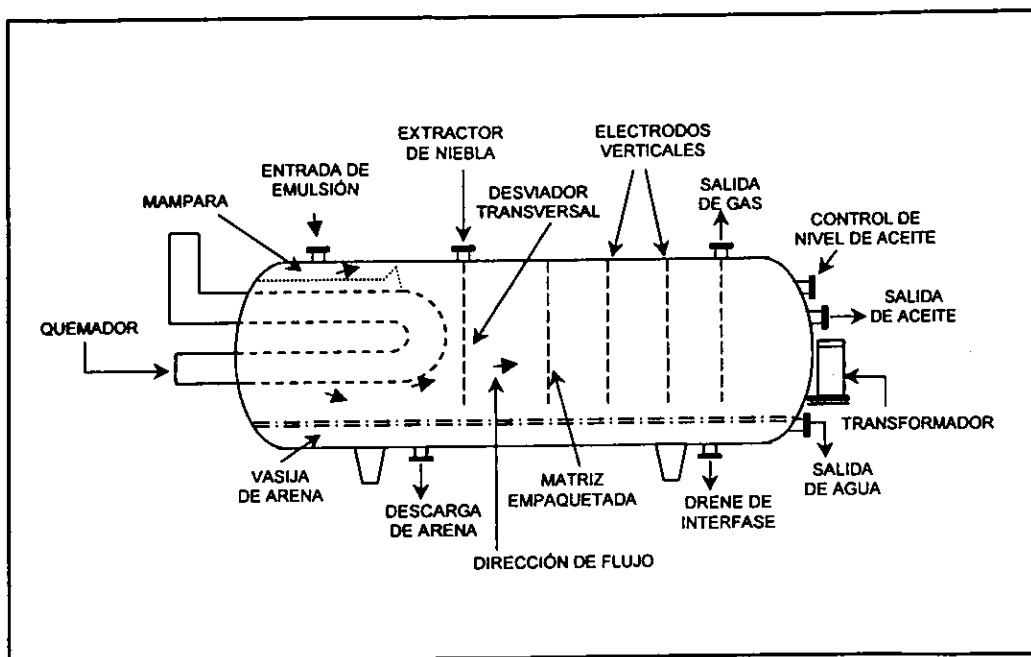 EXTRACTOR
DE NIEBLA
ELECTRODOS
VERTICALES
ENTRADA DE
EMULSIÓN
MAMPARA
DESVIADOR
TRANSVERSAL
SALIDA
DE GAS
CONTROL DE
NIVEL DE ACEITE
QUEMADOR
SALIDA
DE ACEITE
TRANSFORMADOR
VASIJA
DE ARENA
DESCARGA
DE ARENA
MATRIZ
EMPAQUETADA
DRENE DE
INTERFASE
SALIDA
DE AGUA
DIRECCIÓN DE FLUJO